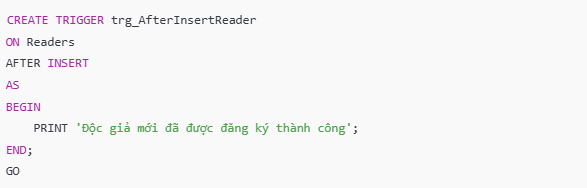 CREATE TRIGGER trg_AfterInsertReader
ON Readers
AFTER INSERT
AS
BEGIN
    PRINT 'Độc giả mới đã được đăng ký thành công';
END;
GO